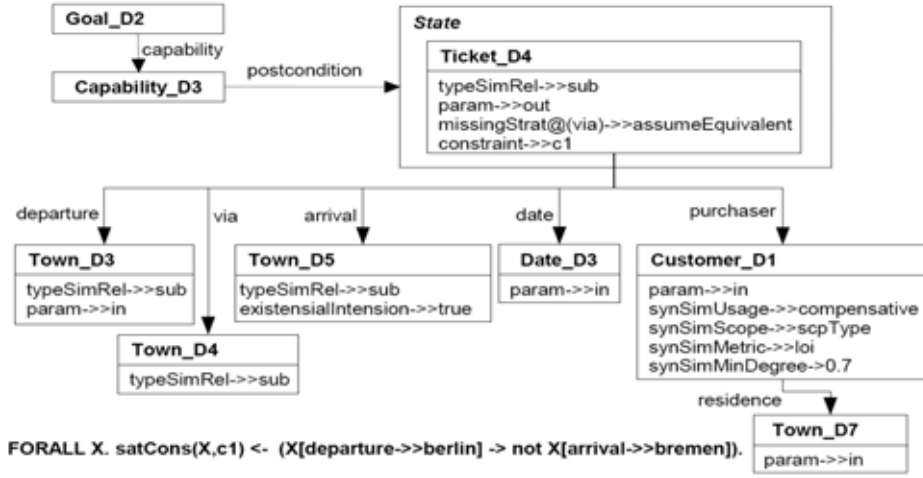 Goal_D2
capability
Capability_D3
postcondition
State
Ticket_D4
typeSimRel->>sub
param->>out
missingStrat@(via)->>assumeEquivalent
constraint->>c1
departure
via
arrival
date
purchaser
Town_D3
typeSimRel->>sub
param->>in
Town_D4
typeSimRel->>sub
Town_D5
typeSimRel->>sub
existensialIntension->>true
Date_D3
param->>in
Customer_D1
param->>in
synSimUsage->>compensative
synSimScope->>scpType
synSimMetric->>loi
synSimMinDegree->0.7
residence
Town_D7
param->>in
FORALL X. satCons(X,c1) <- (X[departure->>berlin] -> not X[arrival->>bremen]).